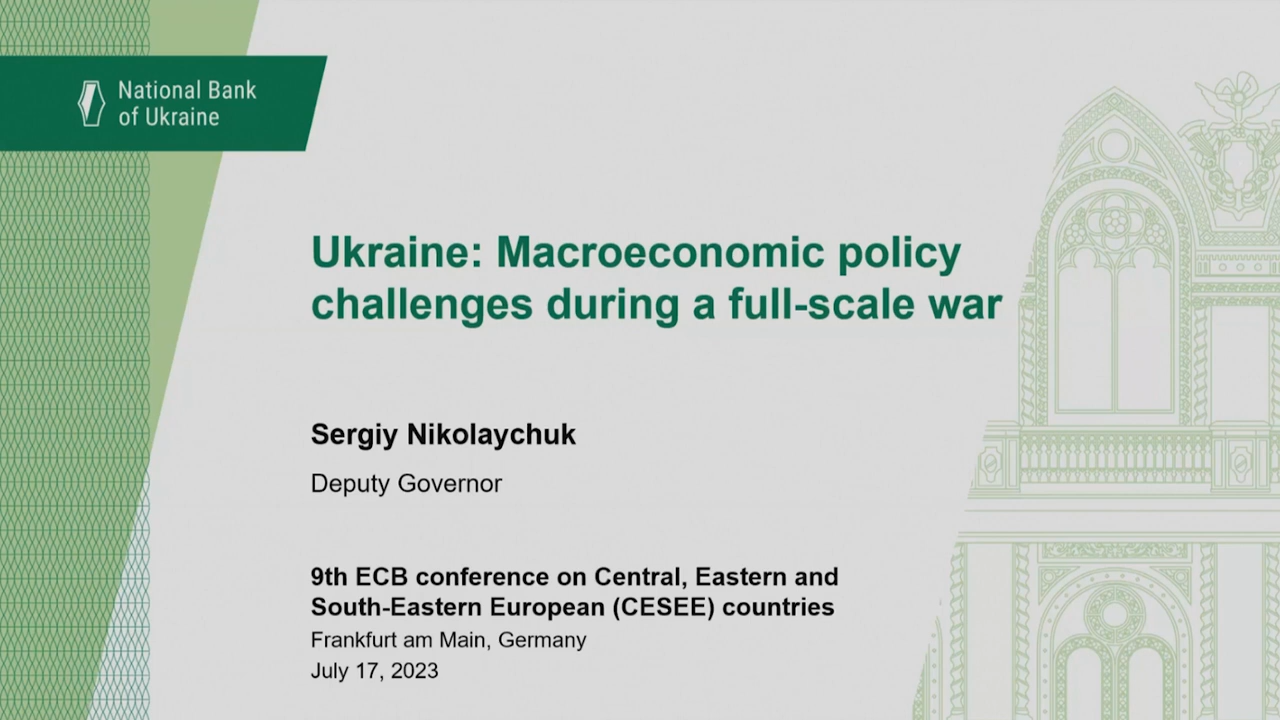 National Bank
of Ukraine
Ukraine: Macroeconomic policy
challenges during a full-scale war
Sergiy Nikolaychuk
Deputy Governor
9th ECB conference on Central, Eastern and
South-Eastern European (CESEE) countries
Frankfurt am Main, Germany
July 17, 2023